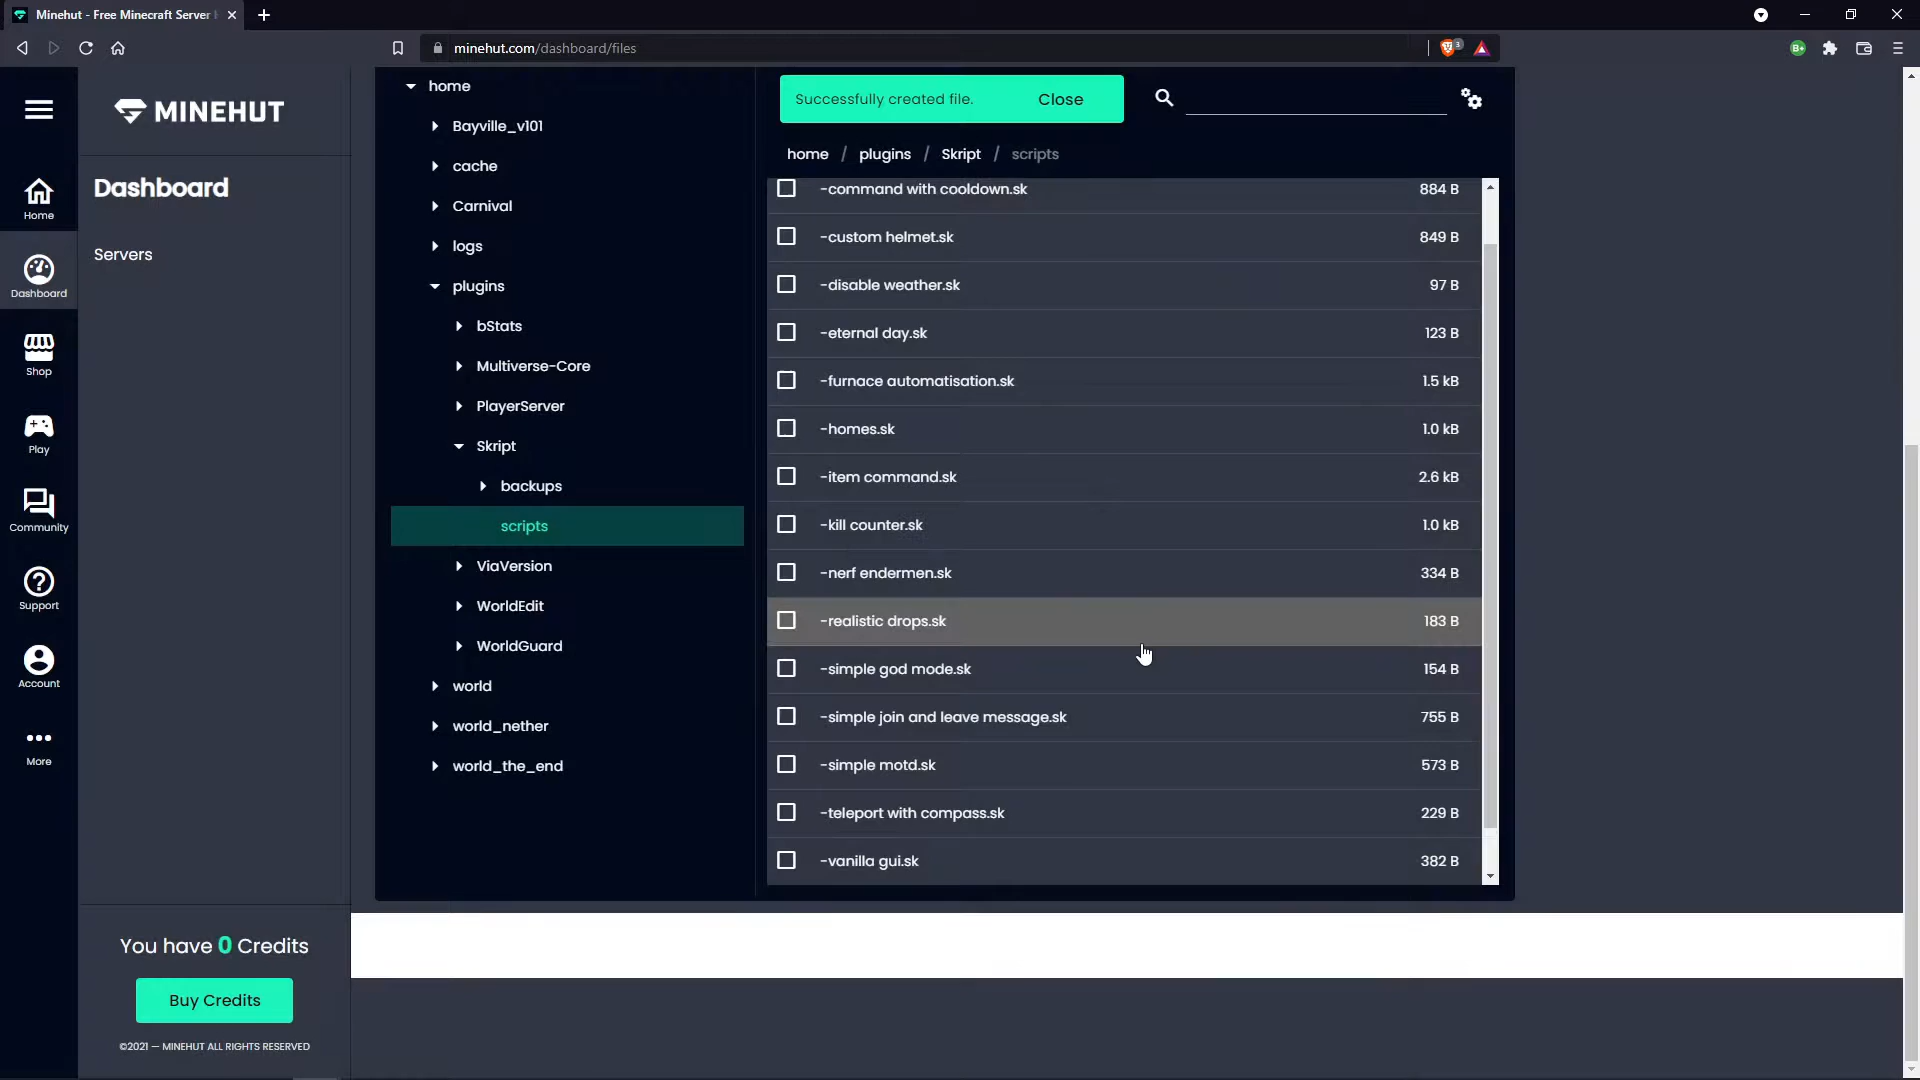 Minehut - Free Minecraft Server
minehut.com/dashboard/files
3
B+
MINEHUT
Dashboard
Servers
Home
Dashboard
Shop
Play
Community
Support
Account
More
home
Bayville_v101
cache
Carnival
logs
plugins
bStats
Multiverse-Core
PlayerServer
Skript
backups
scripts
ViaVersion
WorldEdit
WorldGuard
world
world_nether
world_the_end
Successfully created file. Close
home / plugins / Skript / scripts
-command with cooldown.sk 884 B
-custom helmet.sk 849 B
-disable weather.sk 97 B
-eternal day.sk 123 B
-furnace automatisation.sk 1.5 kB
-homes.sk 1.0 kB
-item command.sk 2.6 kB
-kill counter.sk 1.0 kB
-nerf endermen.sk 334 B
-realistic drops.sk 183 B
-simple god mode.sk 154 B
-simple join and leave message.sk 755 B
-simple motd.sk 573 B
-teleport with compass.sk 229 B
-vanilla gui.sk 382 B
You have 0 Credits
Buy Credits
©2021 — MINEHUT ALL RIGHTS RESERVED